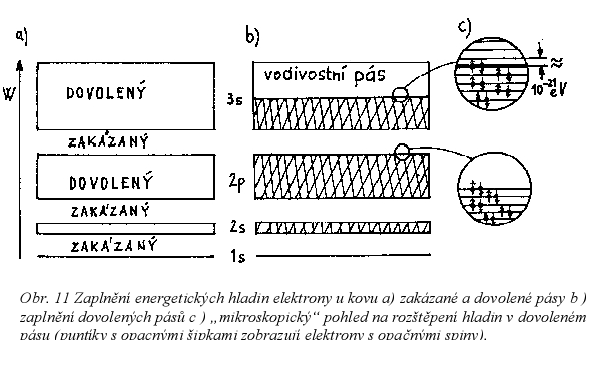 a)
b)
c)
W
DOVOLENÝ
ZAKÁZANÝ
DOVOLENÝ
ZAKÁZANÝ
ZAKÁZANÝ
vodivostní pás
3s
2p
2s
1s
≈
10⁻²¹
eV
Obr. 11 Zaplnění energetických hladin elektrony u kovu a) zakázané a dovolené pásy b )
zaplnění dovolených pásů c ) „mikroskopický“ pohled na rozštěpení hladin v dovoleném
pásu (puntíky s opačnými šipkami zobrazují elektrony s opačnými spiny).